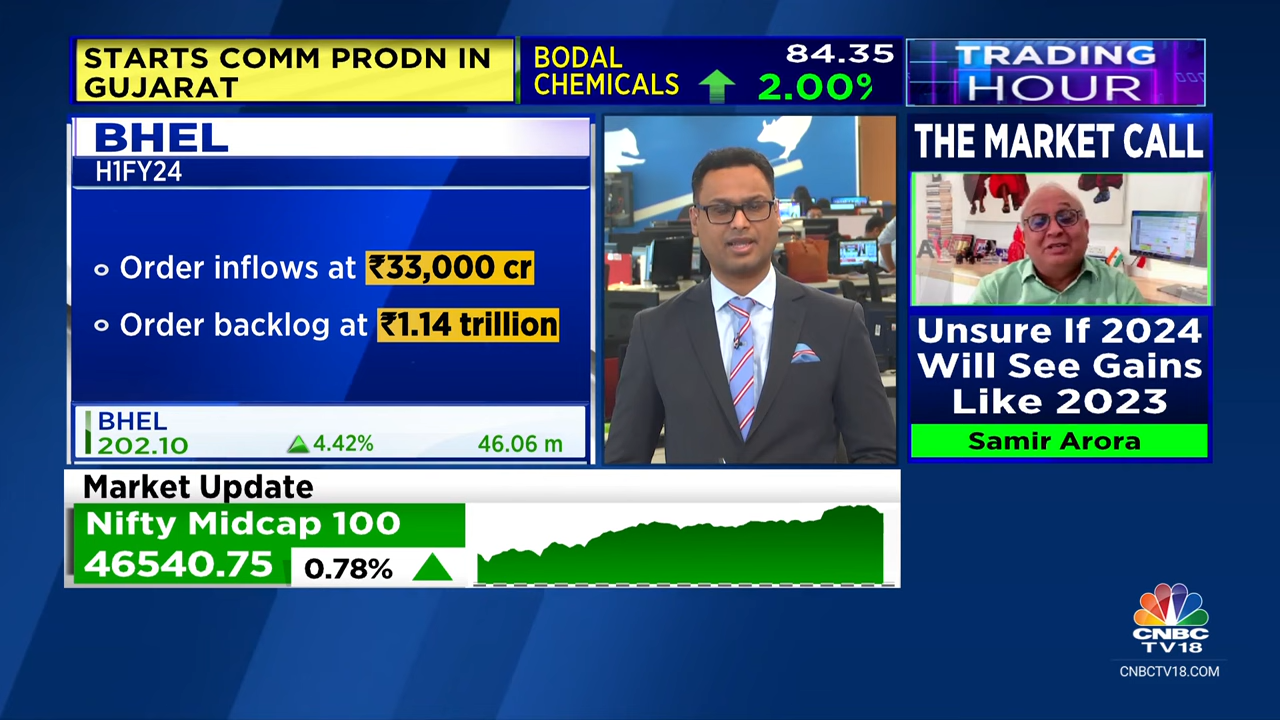 STARTS COMM PRODN IN
GUJARAT
BODAL
CHEMICALS
84.35
2.00%
TRADING
HOUR
BHEL
H1FY24
Order inflows at ₹33,000 cr
Order backlog at ₹1.14 trillion
BHEL
202.10
4.42%
46.06 m
THE MARKET CALL
Unsure If 2024
Will See Gains
Like 2023
Samir Arora
Market Update
Nifty Midcap 100
46540.75
0.78%
CNBC
TV18
CNBCTV18.COM